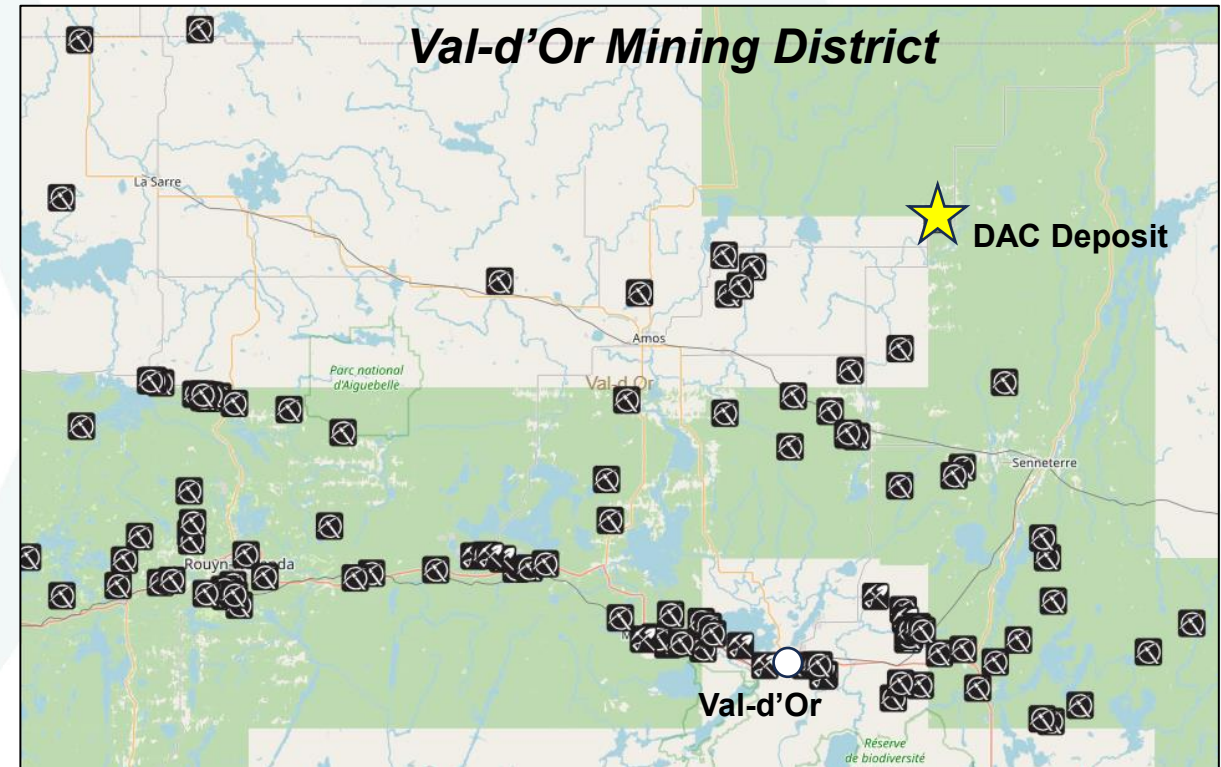 Val-d’Or Mining District
La Sarre
DAC Deposit
Amos
Parc national
d'Aiguebelle
Val-d'Or
Senneterre
Val-d’Or
Réserve
de biodiversité